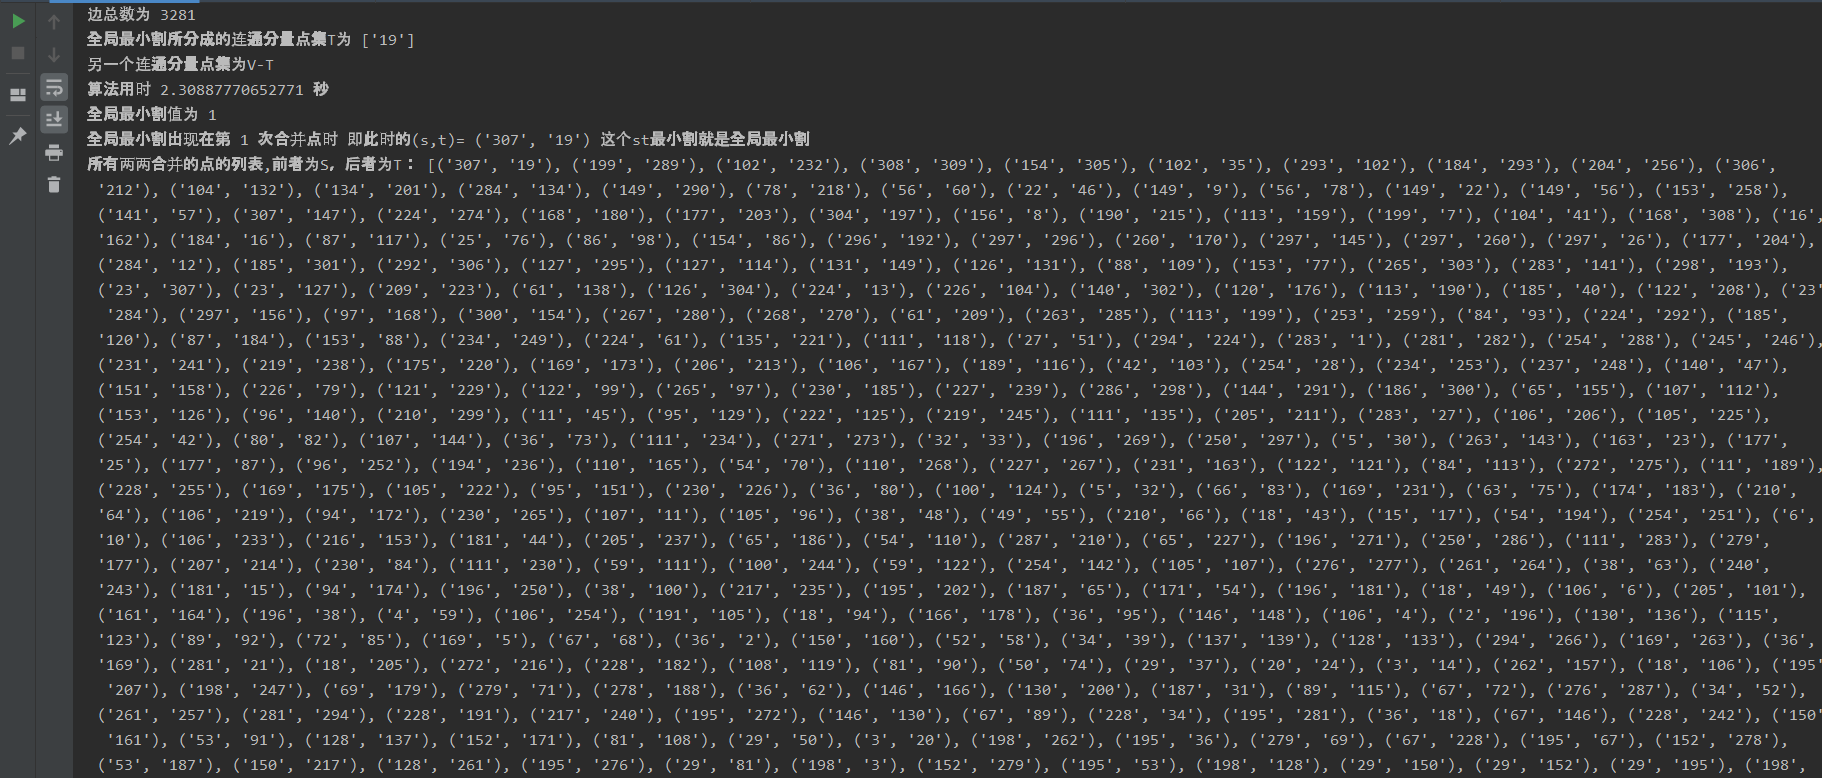 边总数为 3281
全局最小割所分成的连通分量点集T为 ['19']
另一个连通分量点集为V-T
算法用时 2.30887770652771 秒
全局最小割值为 1
全局最小割出现在第 1 次合并点时 即此时的(s,t)= ('307', '19') 这个st最小割就是全局最小割
所有两两合并的点的列表,前者为S, 后者为T： [('307', '19'), ('199', '289'), ('102', '232'), ('308', '309'), ('154', '305'), ('102', '35'), ('293', '102'), ('184', '293'), ('204', '256'), ('306',
'212'), ('104', '132'), ('134', '201'), ('284', '134'), ('149', '290'), ('78', '218'), ('56', '60'), ('22', '46'), ('149', '9'), ('56', '78'), ('149', '22'), ('149', '56'), ('153', '258'),
('141', '57'), ('307', '147'), ('224', '274'), ('168', '180'), ('177', '203'), ('304', '197'), ('156', '8'), ('190', '215'), ('113', '159'), ('199', '7'), ('104', '41'), ('168', '308'), ('16',
'162'), ('184', '16'), ('87', '117'), ('25', '76'), ('86', '98'), ('154', '86'), ('296', '192'), ('297', '296'), ('260', '170'), ('297', '145'), ('297', '260'), ('297', '26'), ('177', '204'),
('284', '12'), ('185', '301'), ('292', '306'), ('127', '295'), ('127', '114'), ('131', '149'), ('126', '131'), ('88', '109'), ('153', '77'), ('265', '303'), ('283', '141'), ('298', '193'),
('23', '307'), ('23', '127'), ('209', '223'), ('61', '138'), ('126', '304'), ('224', '13'), ('226', '104'), ('140', '302'), ('120', '176'), ('113', '190'), ('185', '40'), ('122', '208'), ('23'
'284'), ('297', '156'), ('97', '168'), ('300', '154'), ('267', '280'), ('268', '270'), ('61', '209'), ('263', '285'), ('113', '199'), ('253', '259'), ('84', '93'), ('224', '292'), ('185',
'120'), ('87', '184'), ('153', '88'), ('234', '249'), ('224', '61'), ('135', '221'), ('111', '118'), ('27', '51'), ('294', '224'), ('283', '1'), ('281', '282'), ('254', '288'), ('245', '246'),
('231', '241'), ('219', '238'), ('175', '220'), ('169', '173'), ('206', '213'), ('106', '167'), ('189', '116'), ('42', '103'), ('254', '28'), ('234', '253'), ('237', '248'), ('140', '47'),
('151', '158'), ('226', '79'), ('121', '229'), ('122', '99'), ('265', '97'), ('230', '185'), ('227', '239'), ('286', '298'), ('144', '291'), ('186', '300'), ('65', '155'), ('107', '112'),
('153', '126'), ('96', '140'), ('210', '299'), ('11', '45'), ('95', '129'), ('222', '125'), ('219', '245'), ('111', '135'), ('205', '211'), ('283', '27'), ('106', '206'), ('105', '225'),
('254', '42'), ('80', '82'), ('107', '144'), ('36', '73'), ('111', '234'), ('271', '273'), ('32', '33'), ('196', '269'), ('250', '297'), ('5', '30'), ('263', '143'), ('163', '23'), ('177',
'25'), ('177', '87'), ('96', '252'), ('194', '236'), ('110', '165'), ('54', '70'), ('110', '268'), ('227', '267'), ('231', '163'), ('122', '121'), ('84', '113'), ('272', '275'), ('11', '189'),
('228', '255'), ('169', '175'), ('105', '222'), ('95', '151'), ('230', '226'), ('36', '80'), ('100', '124'), ('5', '32'), ('66', '83'), ('169', '231'), ('63', '75'), ('174', '183'), ('210',
'64'), ('106', '219'), ('94', '172'), ('230', '265'), ('107', '11'), ('105', '96'), ('38', '48'), ('49', '55'), ('210', '66'), ('18', '43'), ('15', '17'), ('54', '194'), ('254', '251'), ('6',
'10'), ('106', '233'), ('216', '153'), ('181', '44'), ('205', '237'), ('65', '186'), ('54', '110'), ('287', '210'), ('65', '227'), ('196', '271'), ('250', '286'), ('111', '283'), ('279',
'177'), ('207', '214'), ('230', '84'), ('111', '230'), ('59', '111'), ('100', '244'), ('59', '122'), ('254', '142'), ('105', '107'), ('276', '277'), ('261', '264'), ('38', '63'), ('240',
'243'), ('181', '15'), ('94', '174'), ('196', '250'), ('38', '100'), ('217', '235'), ('195', '202'), ('187', '65'), ('171', '54'), ('196', '181'), ('18', '49'), ('106', '6'), ('205', '101'),
('161', '164'), ('196', '38'), ('4', '59'), ('106', '254'), ('191', '105'), ('18', '94'), ('166', '178'), ('36', '95'), ('146', '148'), ('106', '4'), ('2', '196'), ('130', '136'), ('115',
'123'), ('89', '92'), ('72', '85'), ('169', '5'), ('67', '68'), ('36', '2'), ('150', '160'), ('52', '58'), ('34', '39'), ('137', '139'), ('128', '133'), ('294', '266'), ('169', '263'), ('36',
'169'), ('281', '21'), ('18', '205'), ('272', '216'), ('228', '182'), ('108', '119'), ('81', '90'), ('50', '74'), ('29', '37'), ('20', '24'), ('3', '14'), ('262', '157'), ('18', '106'), ('195'
'207'), ('198', '247'), ('69', '179'), ('279', '71'), ('278', '188'), ('36', '62'), ('146', '166'), ('130', '200'), ('187', '31'), ('89', '115'), ('67', '72'), ('276', '287'), ('34', '52'),
('261', '257'), ('281', '294'), ('228', '191'), ('217', '240'), ('195', '272'), ('146', '130'), ('67', '89'), ('228', '34'), ('195', '281'), ('36', '18'), ('67', '146'), ('228', '242'), ('150'
'161'), ('53', '91'), ('128', '137'), ('152', '171'), ('81', '108'), ('29', '50'), ('3', '20'), ('198', '262'), ('195', '36'), ('279', '69'), ('67', '228'), ('195', '67'), ('152', '278'),
('53', '187'), ('150', '217'), ('128', '261'), ('195', '276'), ('29', '81'), ('198', '3'), ('152', '279'), ('195', '53'), ('198', '128'), ('29', '150'), ('29', '152'), ('29', '195'), ('198',